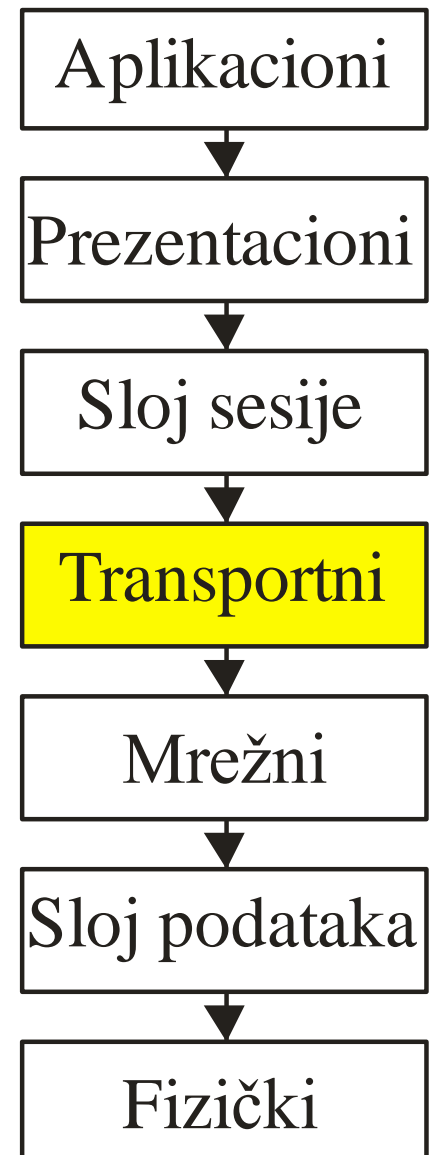 Aplikacioni
Prezentacioni
Sloj sesije
Transportni
Mrežni
Sloj podataka
Fizički